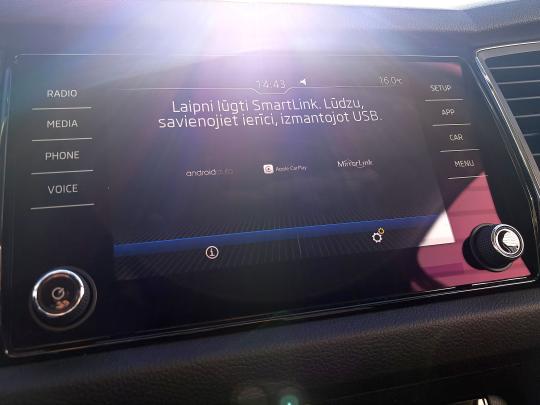 14:43
16.0°C
RADIO
MEDIA
PHONE
VOICE
Laipni lūgti SmartLink. Lūdzu,
savienojiet ierīci, izmantojot USB.
androidauto
Apple CarPlay
MirrorLink
SETUP
APP
CAR
MENU